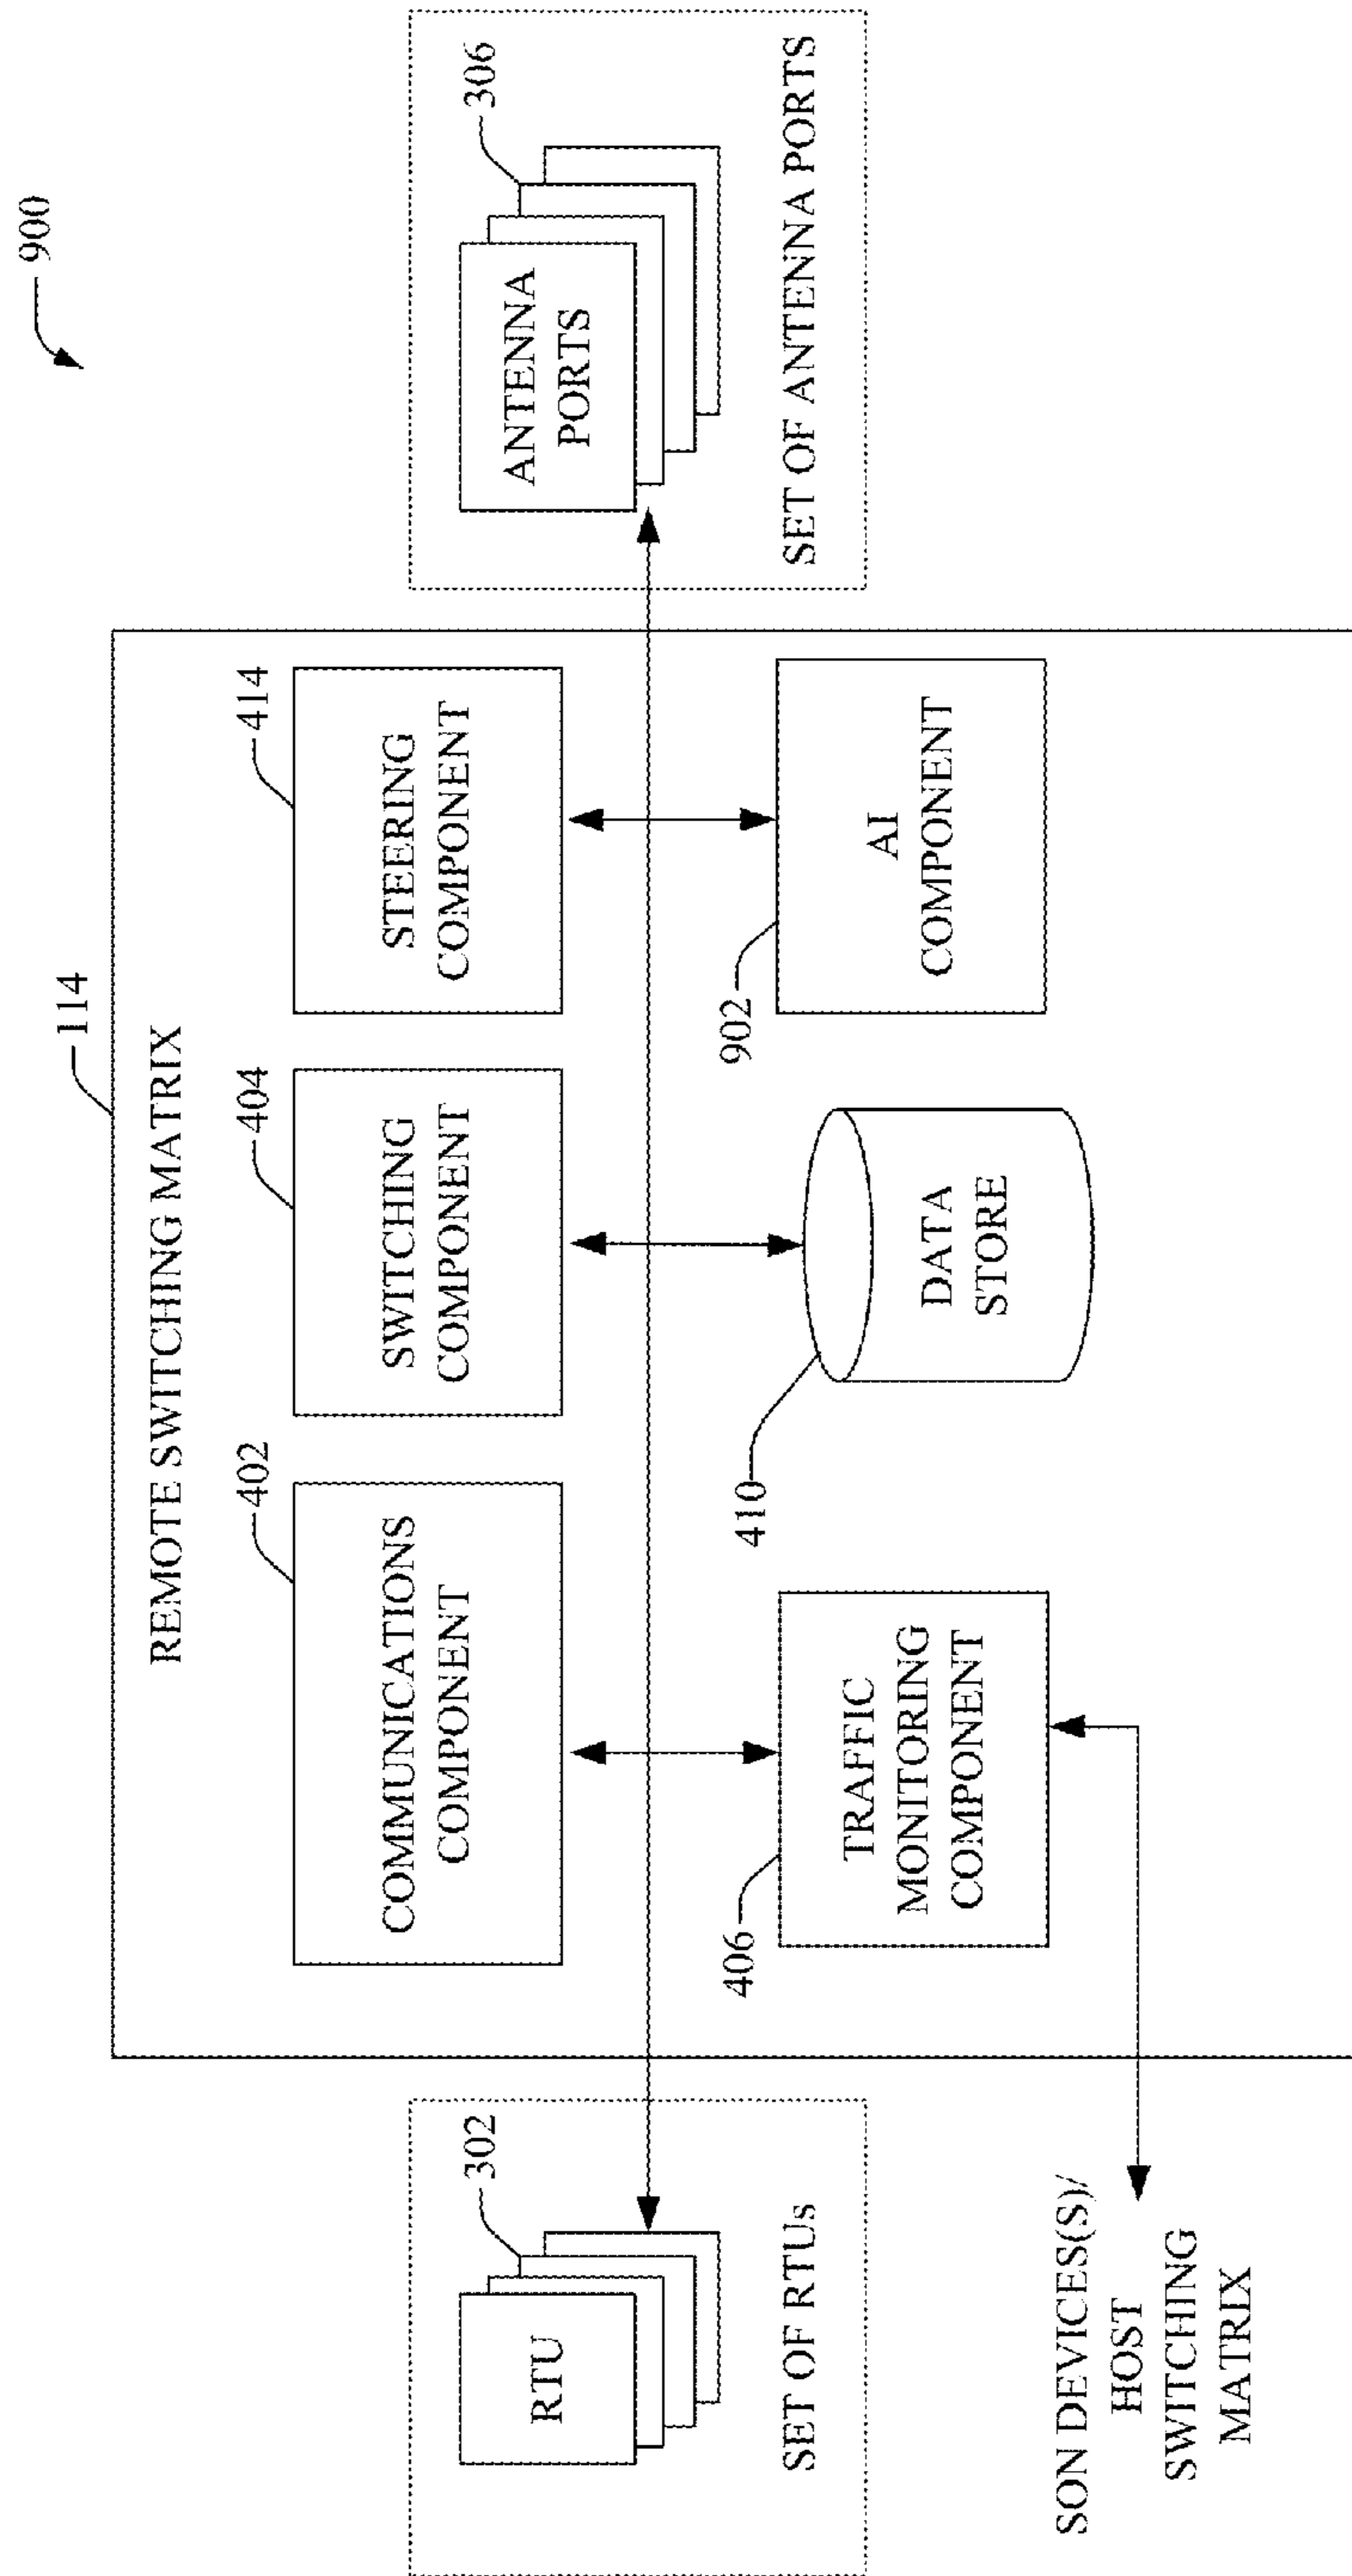 900
114
REMOTE SWITCHING MATRIX
402
COMMUNICATIONS
COMPONENT
404
SWITCHING
COMPONENT
414
STEERING
COMPONENT
302
RTU
SET OF RTUs
306
ANTENNA
PORTS
SET OF ANTENNA PORTS
406
TRAFFIC
MONITORING
COMPONENT
410
DATA
STORE
902
AI
COMPONENT
SON DEVICES(S)/
HOST
SWITCHING
MATRIX